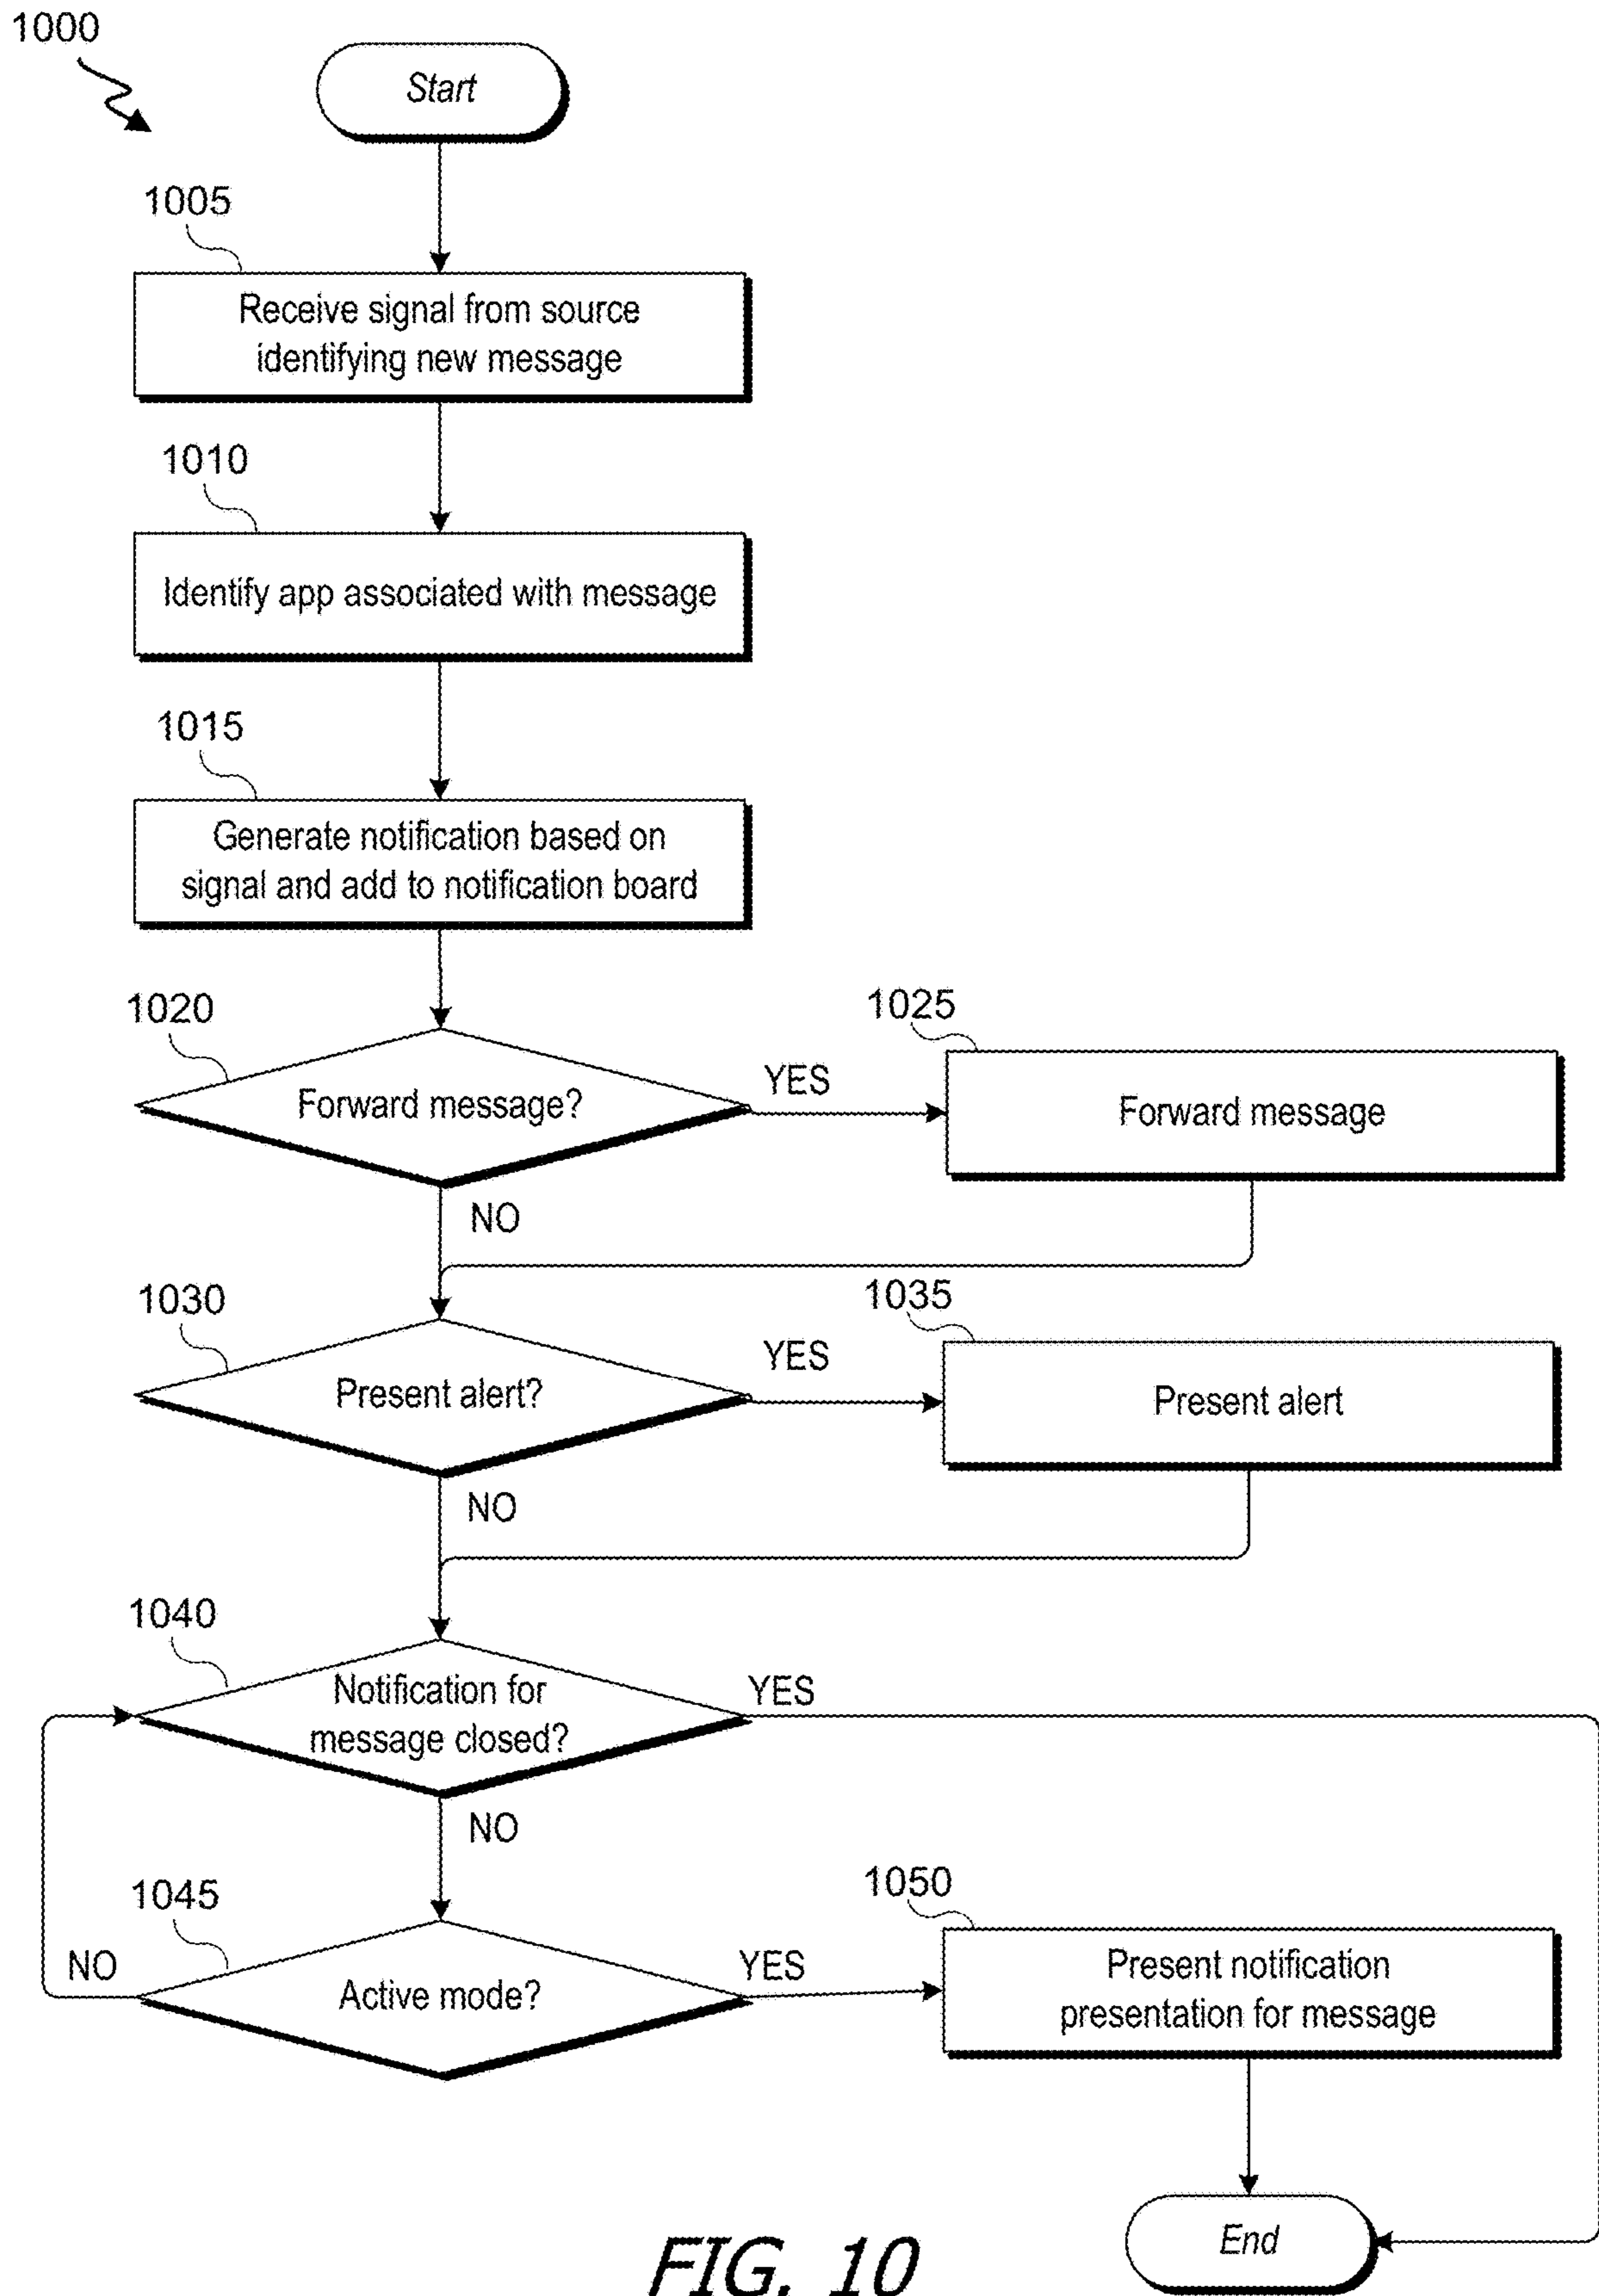 1000
Start
1005
Receive signal from source
identifying new message
1010
Identify app associated with message
1015
Generate notification based on
signal and add to notification board
1020
Forward message?
YES
1025
Forward message
NO
1030
Present alert?
YES
1035
Present alert
NO
1040
Notification for
message closed?
YES
NO
1045
Active mode?
NO
YES
1050
Present notification
presentation for message
End
FIG. 10